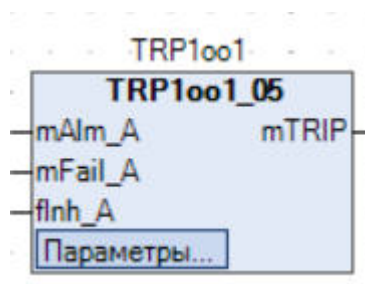 TRP1oo1
TRP1oo1_05
mAlm_A mTRIP
mFail_A
fInh_A
Параметры...